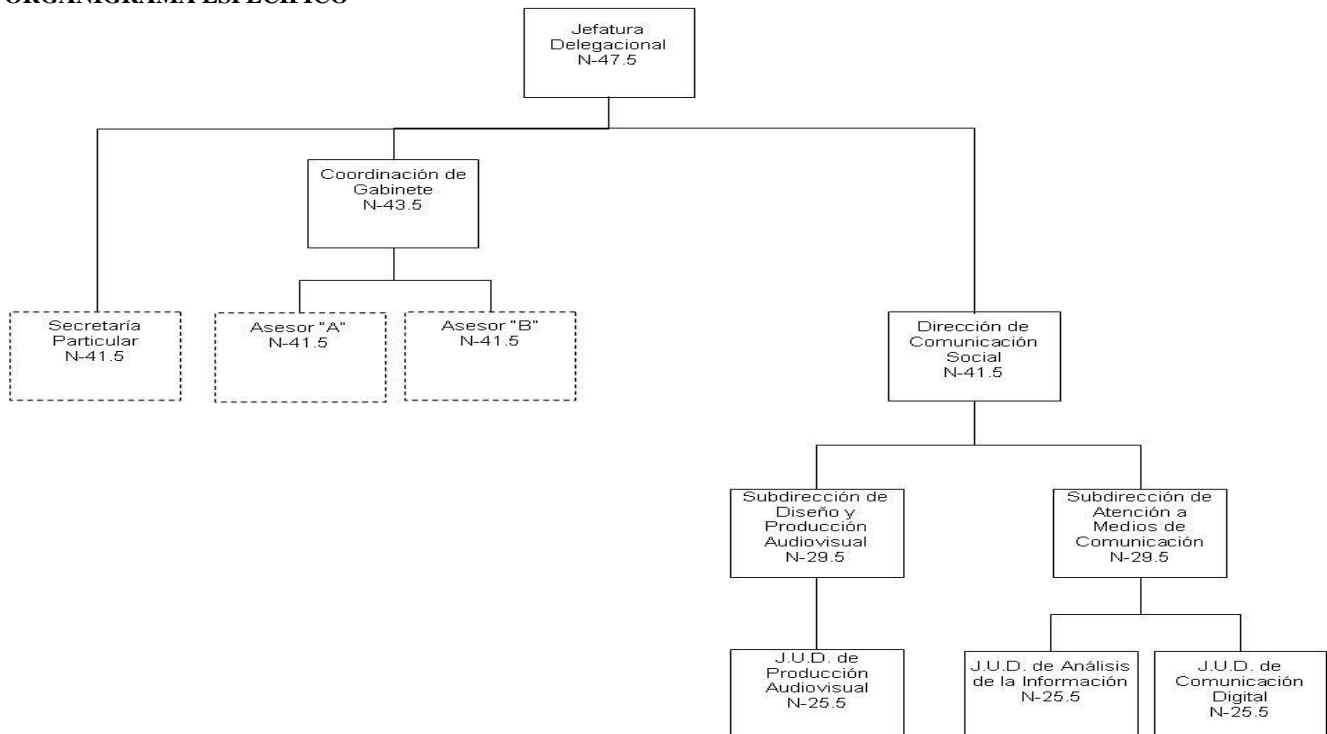 ORGANIGRAMA ESPECÍFICO
Jefatura
Delegacional
N-47.5
Coordinación de
Gabinete
N-43.5
Secretaría
Particular
N-41.5
Asesor "A"
N-41.5
Asesor "B"
N-41.5
Dirección de
Comunicación
Social
N-41.5
Subdirección de
Diseño y
Producción
Audiovisual
N-29.5
Subdirección de
Atención a
Medios de
Comunicación
N-29.5
J.U.D. de
Producción
Audiovisual
N-25.5
J.U.D. de Análisis
de la Información
N-25.5
J.U.D. de
Comunicación
Digital
N-25.5